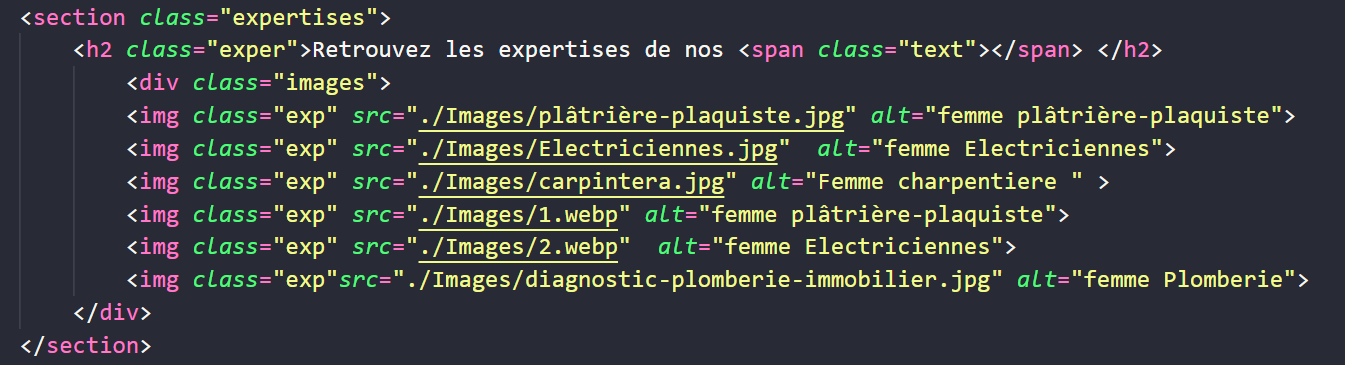 <section class="expertises">
<h2 class="exper">Retrouvez les expertises de nos <span class="text"></span> </h2>
<div class="images">
<img class="exp" src="./Images/plâtrière-plaquiste.jpg" alt="femme plâtrière-plaquiste">
<img class="exp" src="./Images/Electriciennes.jpg"  alt="femme Electriciennes">
<img class="exp" src="./Images/carpintera.jpg" alt="Femme charpentiere " >
<img class="exp" src="./Images/1.webp" alt="femme plâtrière-plaquiste">
<img class="exp" src="./Images/2.webp"  alt="femme Electriciennes">
<img class="exp"src="./Images/diagnostic-plomberie-immobilier.jpg" alt="femme Plomberie">
</div>
</section>